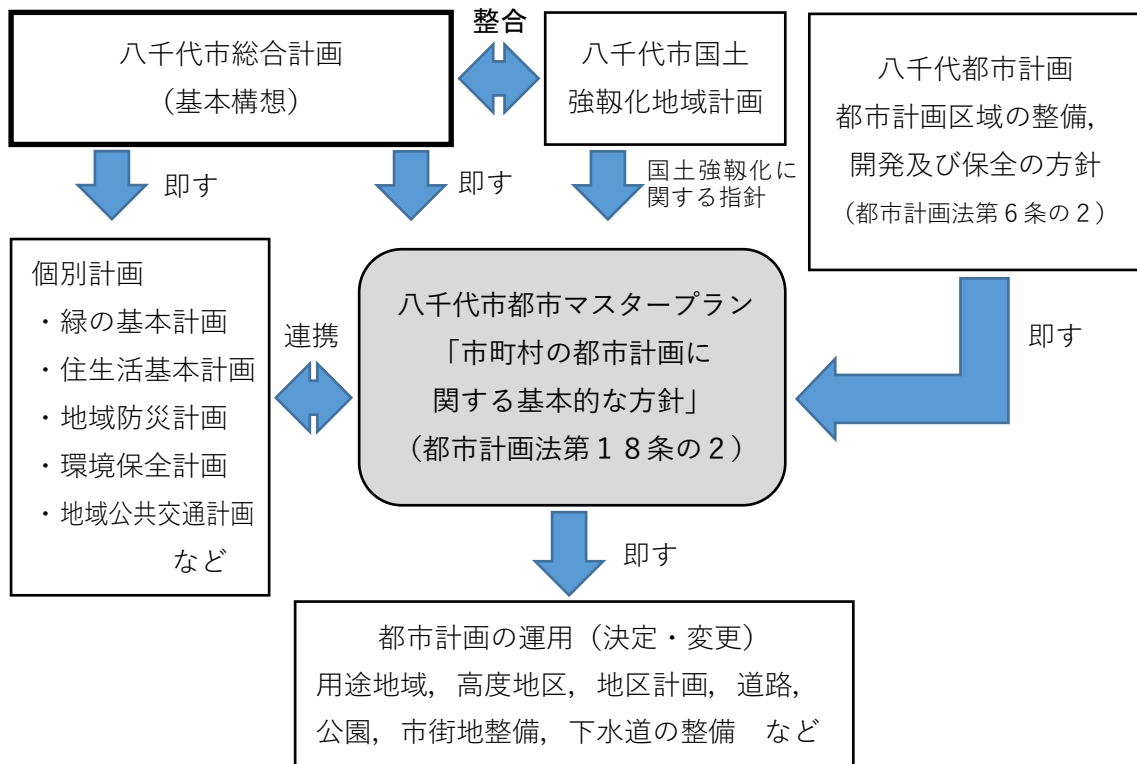 整合
八千代市総合計画
（基本構想）
八千代市国土
強靱化地域計画
八千代都市計画
都市計画区域の整備，
開発及び保全の方針
（都市計画法第６条の２）
即す
即す
国土強靱化に
関する指針
個別計画
・緑の基本計画
・住生活基本計画
・地域防災計画
・環境保全計画
・地域公共交通計画
など
連携
八千代市都市マスタープラン
「市町村の都市計画に
関する基本的な方針」
（都市計画法第１８条の２）
即す
即す
都市計画の運用（決定・変更）
用途地域，高度地区，地区計画，道路，
公園，市街地整備，下水道の整備　など